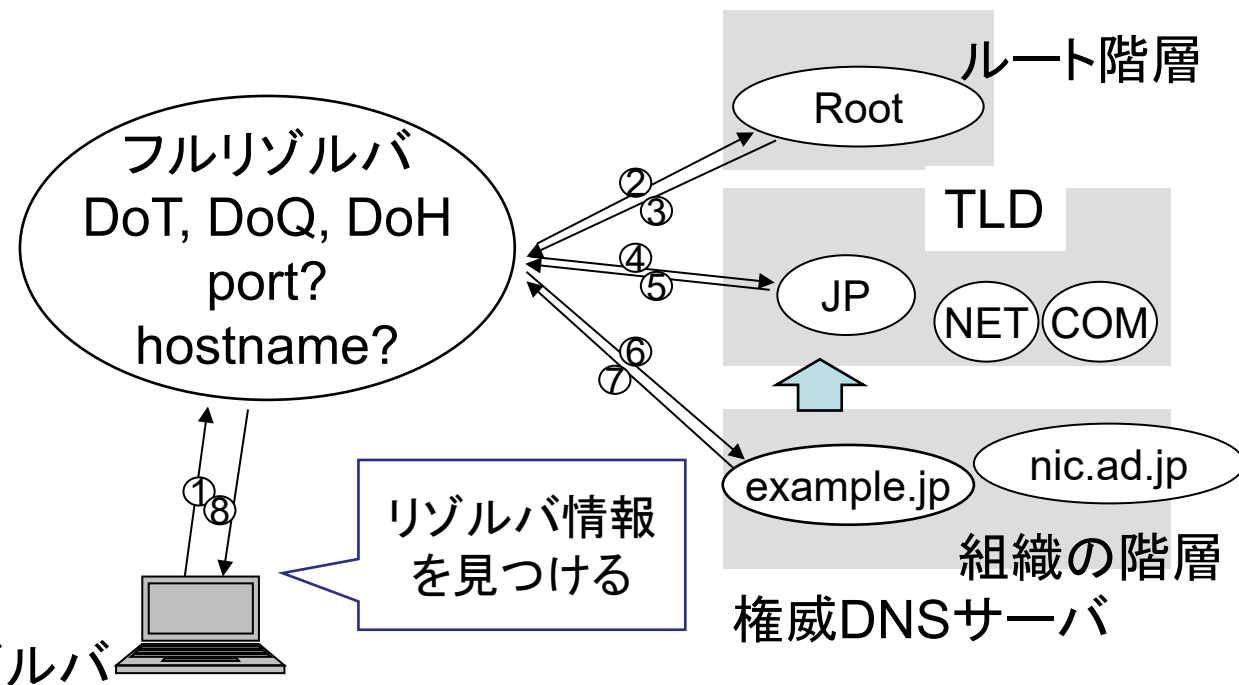 ルート階層
Root
フルリゾルバ
DoT, DoQ, DoH
port?
hostname?
②
③
TLD
④
⑤
JP
NET
COM
⑥
⑦
example.jp
nic.ad.jp
①
⑧
リゾルバ情報
を見つける
組織の階層
権威DNSサーバ
ルバ